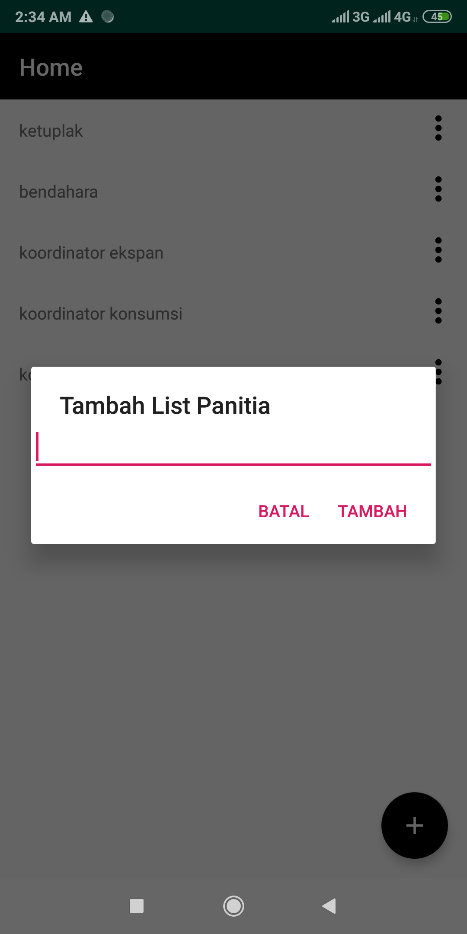 2:34 AM 3G 4G 45
Home
ketuplak
bendahara
koordinator ekspan
koordinator konsumsi
Tambah List Panitia
BATAL TAMBAH